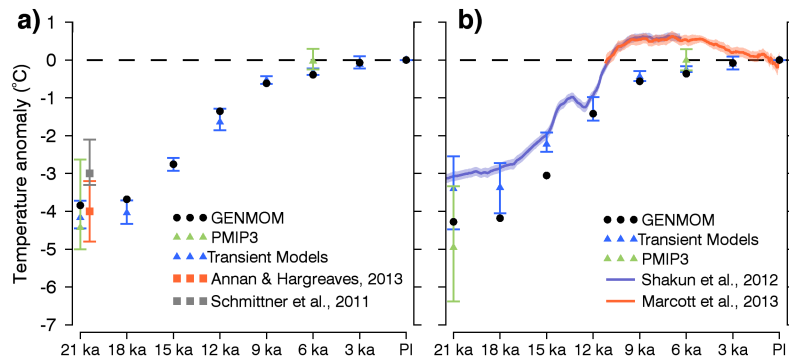 a)
b)
Temperature anomaly (°C)
1
0
-1
-2
-3
-4
-5
-6
-7
GENMOM
PMIP3
Transient Models
Annan & Hargreaves, 2013
Schmittner et al., 2011
21 ka 18 ka 15 ka 12 ka 9 ka 6 ka 3 ka PI
GENMOM
Transient Models
PMIP3
Shakun et al., 2012
Marcott et al., 2013
21 ka 18 ka 15 ka 12 ka 9 ka 6 ka 3 ka PI